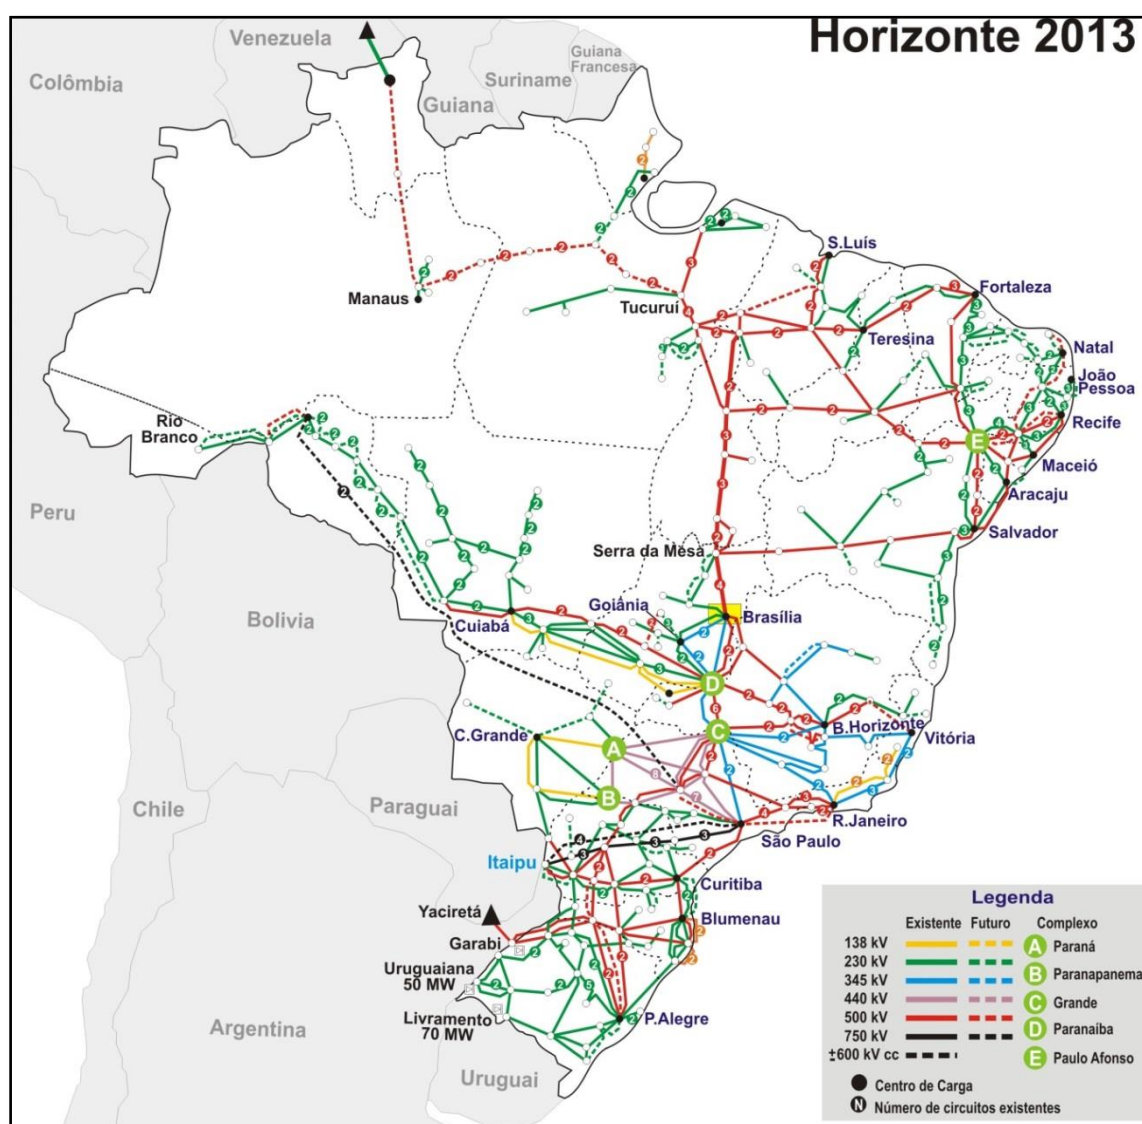 Horizonte 2013
Venezuela
Guiana
Francesa
Colômbia
Suriname
Guiana
S.Luís
Manaus
Tucuruí
Fortaleza
Teresina
Natal
João
Pessoa
Rio
Branco
Recife
E
Maceió
Aracaju
Peru
Salvador
Serra da Mesa
Bolivia
Goiânia
Brasília
Cuiabá
D
C.Grande
A
C
B.Horizonte
Vitória
Chile
Paraguai
B
R.Janeiro
São Paulo
Itaipu
Curitiba
Yaciretá
Blumenau
Garabi
Uruguaiana
50 MW
Livramento
70 MW
P.Alegre
Argentina
Uruguai
Legenda
Existente Futuro Complexo
138 kV A Paraná
230 kV
345 kV B Paranapanema
440 kV C Grande
500 kV D Paranaíba
750 kV
±600 kV cc E Paulo Afonso
Centro de Carga
N Número de circuitos existentes